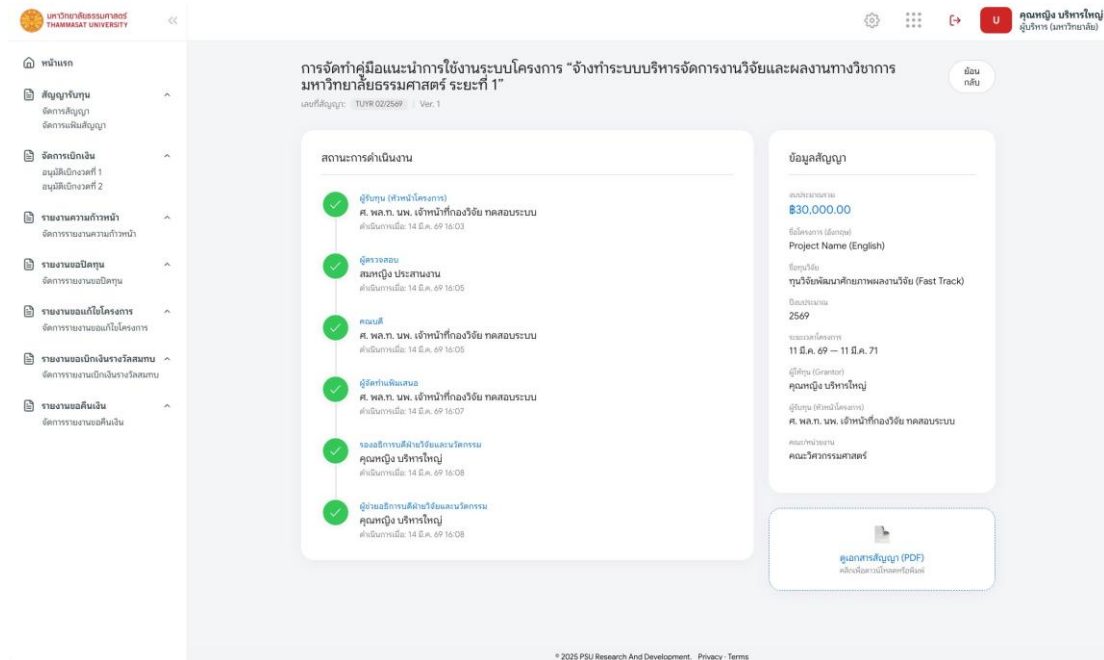 มหาวิทยาลัยธรรมศาสตร์
THAMMASAT UNIVERSITY
U
คุณหญิง บริหารใหญ่
ผู้บริหาร (มหาวิทยาลัย)
หน้าแรก
สัญญารับทุน
จัดการสัญญา
จัดการแฟ้มสัญญา
จัดการเบิกเงิน
อนุมัติเบิกงวดที่ 1
อนุมัติเบิกงวดที่ 2
รายงานความก้าวหน้า
จัดการรายงานความก้าวหน้า
รายงานขอปิดทุน
จัดการรายงานขอปิดทุน
รายงานขอแก้ไขโครงการ
จัดการรายงานขอแก้ไขโครงการ
รายงานขอเบิกเงินรางวัลสมทบ
จัดการรายงานเบิกเงินรางวัลสมทบ
รายงานขอคืนเงิน
จัดการรายงานขอคืนเงิน
การจัดทำคู่มือแนะนำการใช้งานระบบโครงการ “จ้างทำระบบบริหารจัดการงานวิจัยและผลงานทางวิชาการ
มหาวิทยาลัยธรรมศาสตร์ ระยะที่ 1”
เลขที่สัญญา: TUYR 02/2569 | Ver. 1
ย้อน
กลับ
สถานะการดำเนินงาน
ผู้รับทุน (หัวหน้าโครงการ)
ศ. พล.ท. นพ. เจ้าหน้าที่กองวิจัย ทดสอบระบบ
ดำเนินการเมื่อ: 14 มี.ค. 69 16:03
ผู้ตรวจสอบ
สมหญิง ประสานงาน
ดำเนินการเมื่อ: 14 มี.ค. 69 16:05
คณบดี
ศ. พล.ท. นพ. เจ้าหน้าที่กองวิจัย ทดสอบระบบ
ดำเนินการเมื่อ: 14 มี.ค. 69 16:05
ผู้จัดทำแฟ้มเสนอ
ศ. พล.ท. นพ. เจ้าหน้าที่กองวิจัย ทดสอบระบบ
ดำเนินการเมื่อ: 14 มี.ค. 69 16:07
รองอธิการบดีฝ่ายวิจัยและนวัตกรรม
คุณหญิง บริหารใหญ่
ดำเนินการเมื่อ: 14 มี.ค. 69 16:08
ผู้ช่วยอธิการบดีฝ่ายวิจัยและนวัตกรรม
คุณหญิง บริหารใหญ่
ดำเนินการเมื่อ: 14 มี.ค. 69 16:08
ข้อมูลสัญญา
งบประมาณรวม
฿30,000.00
ชื่อโครงการ (อังกฤษ)
Project Name (English)
ชื่อทุนวิจัย
ทุนวิจัยพัฒนาศักยภาพผลงานวิจัย (Fast Track)
ปีงบประมาณ
2569
ระยะเวลาโครงการ
11 มี.ค. 69 — 11 มี.ค. 71
ผู้ให้ทุน (Grantor)
คุณหญิง บริหารใหญ่
ผู้รับทุน (หัวหน้าโครงการ)
ศ. พล.ท. นพ. เจ้าหน้าที่กองวิจัย ทดสอบระบบ
คณะ/หน่วยงาน
คณะวิศวกรรมศาสตร์
ดูเอกสารสัญญา (PDF)
คลิกเพื่อดาวน์โหลดหรือพิมพ์
© 2025 PSU Research And Development. Privacy · Terms